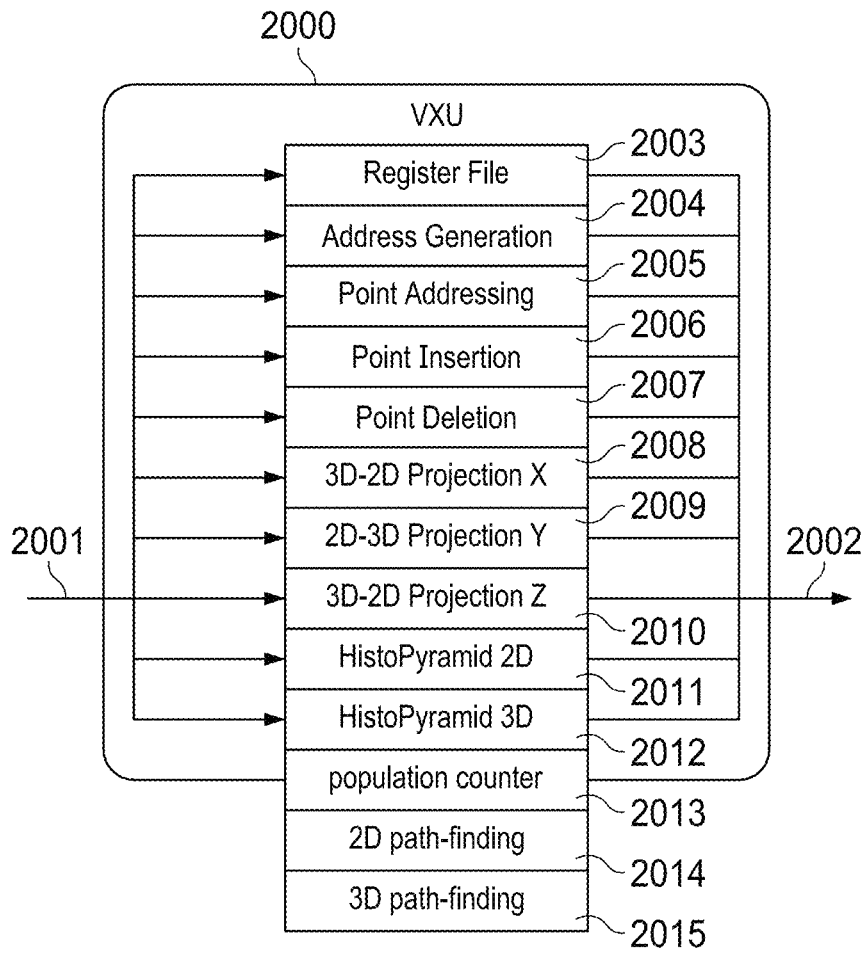 2000
VXU
Register File
2003
Address Generation
2004
Point Addressing
2005
Point Insertion
2006
Point Deletion
2007
3D-2D Projection X
2008
2D-3D Projection Y
2009
2001
2002
3D-2D Projection Z
2010
HistoPyramid 2D
2011
HistoPyramid 3D
2012
population counter
2013
2D path-finding
2014
3D path-finding
2015